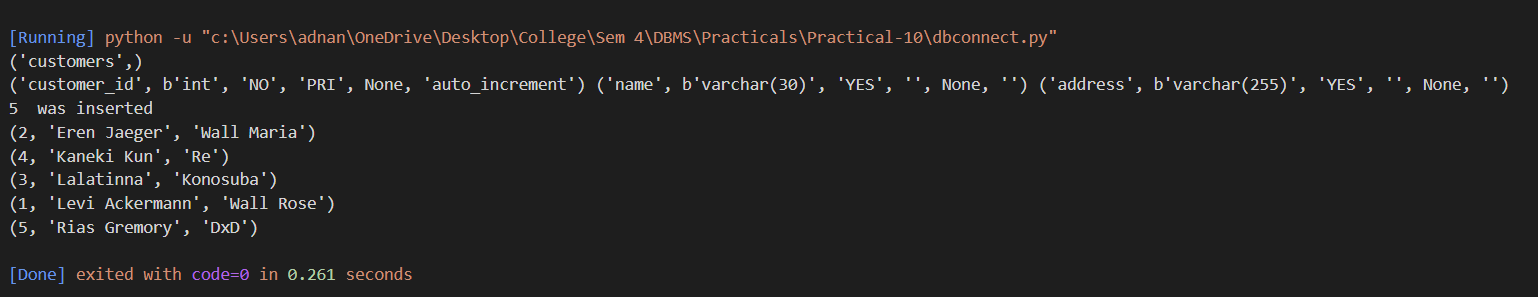 [Running] python -u "c:\Users\adnan\OneDrive\Desktop\College\Sem 4\DBMS\Practicals\Practical-10\dbconnect.py"
('customers',)
('customer_id', b'int', 'NO', 'PRI', None, 'auto_increment') ('name', b'varchar(30)', 'YES', '', None, '') ('address', b'varchar(255)', 'YES', '', None, '')
5  was inserted
(2, 'Eren Jaeger', 'Wall Maria')
(4, 'Kaneki Kun', 'Re')
(3, 'Lalatinna', 'Konosuba')
(1, 'Levi Ackermann', 'Wall Rose')
(5, 'Rias Gremory', 'DxD')
[Done] exited with code=0 in 0.261 seconds